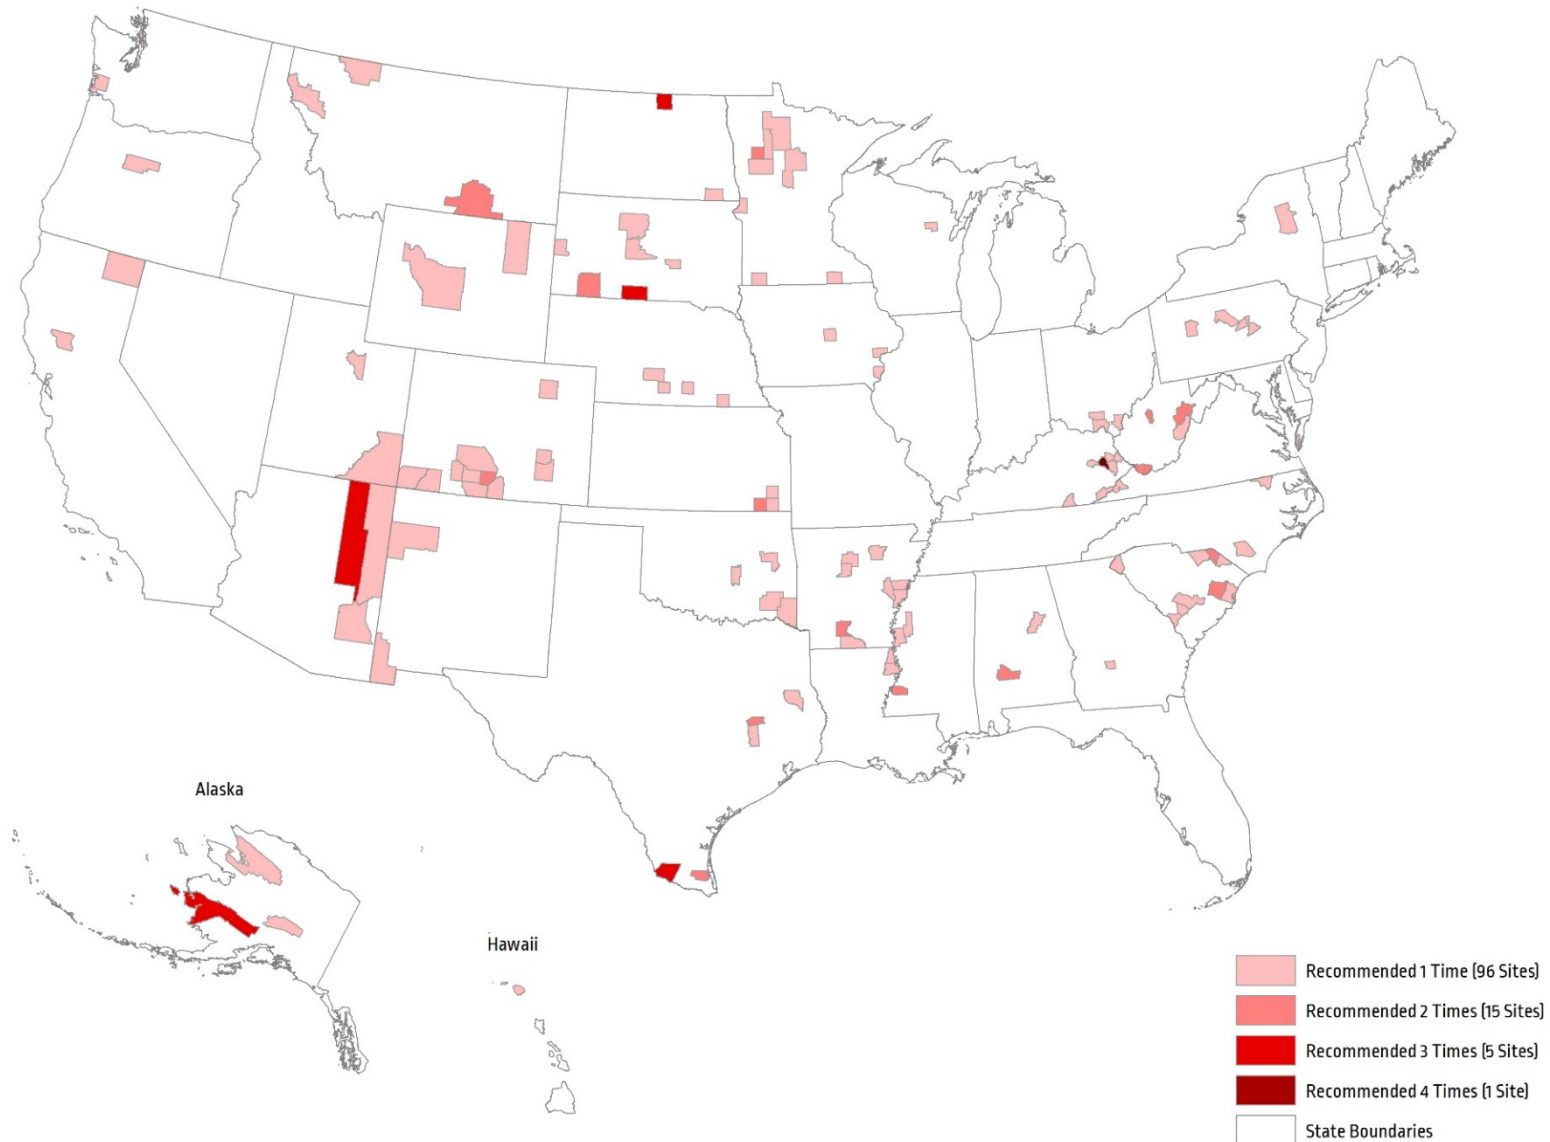 Alaska
Hawaii
Recommended 1 Time (96 Sites)
Recommended 2 Times (15 Sites)
Recommended 3 Times (5 Sites)
Recommended 4 Times (1 Site)
State Boundaries